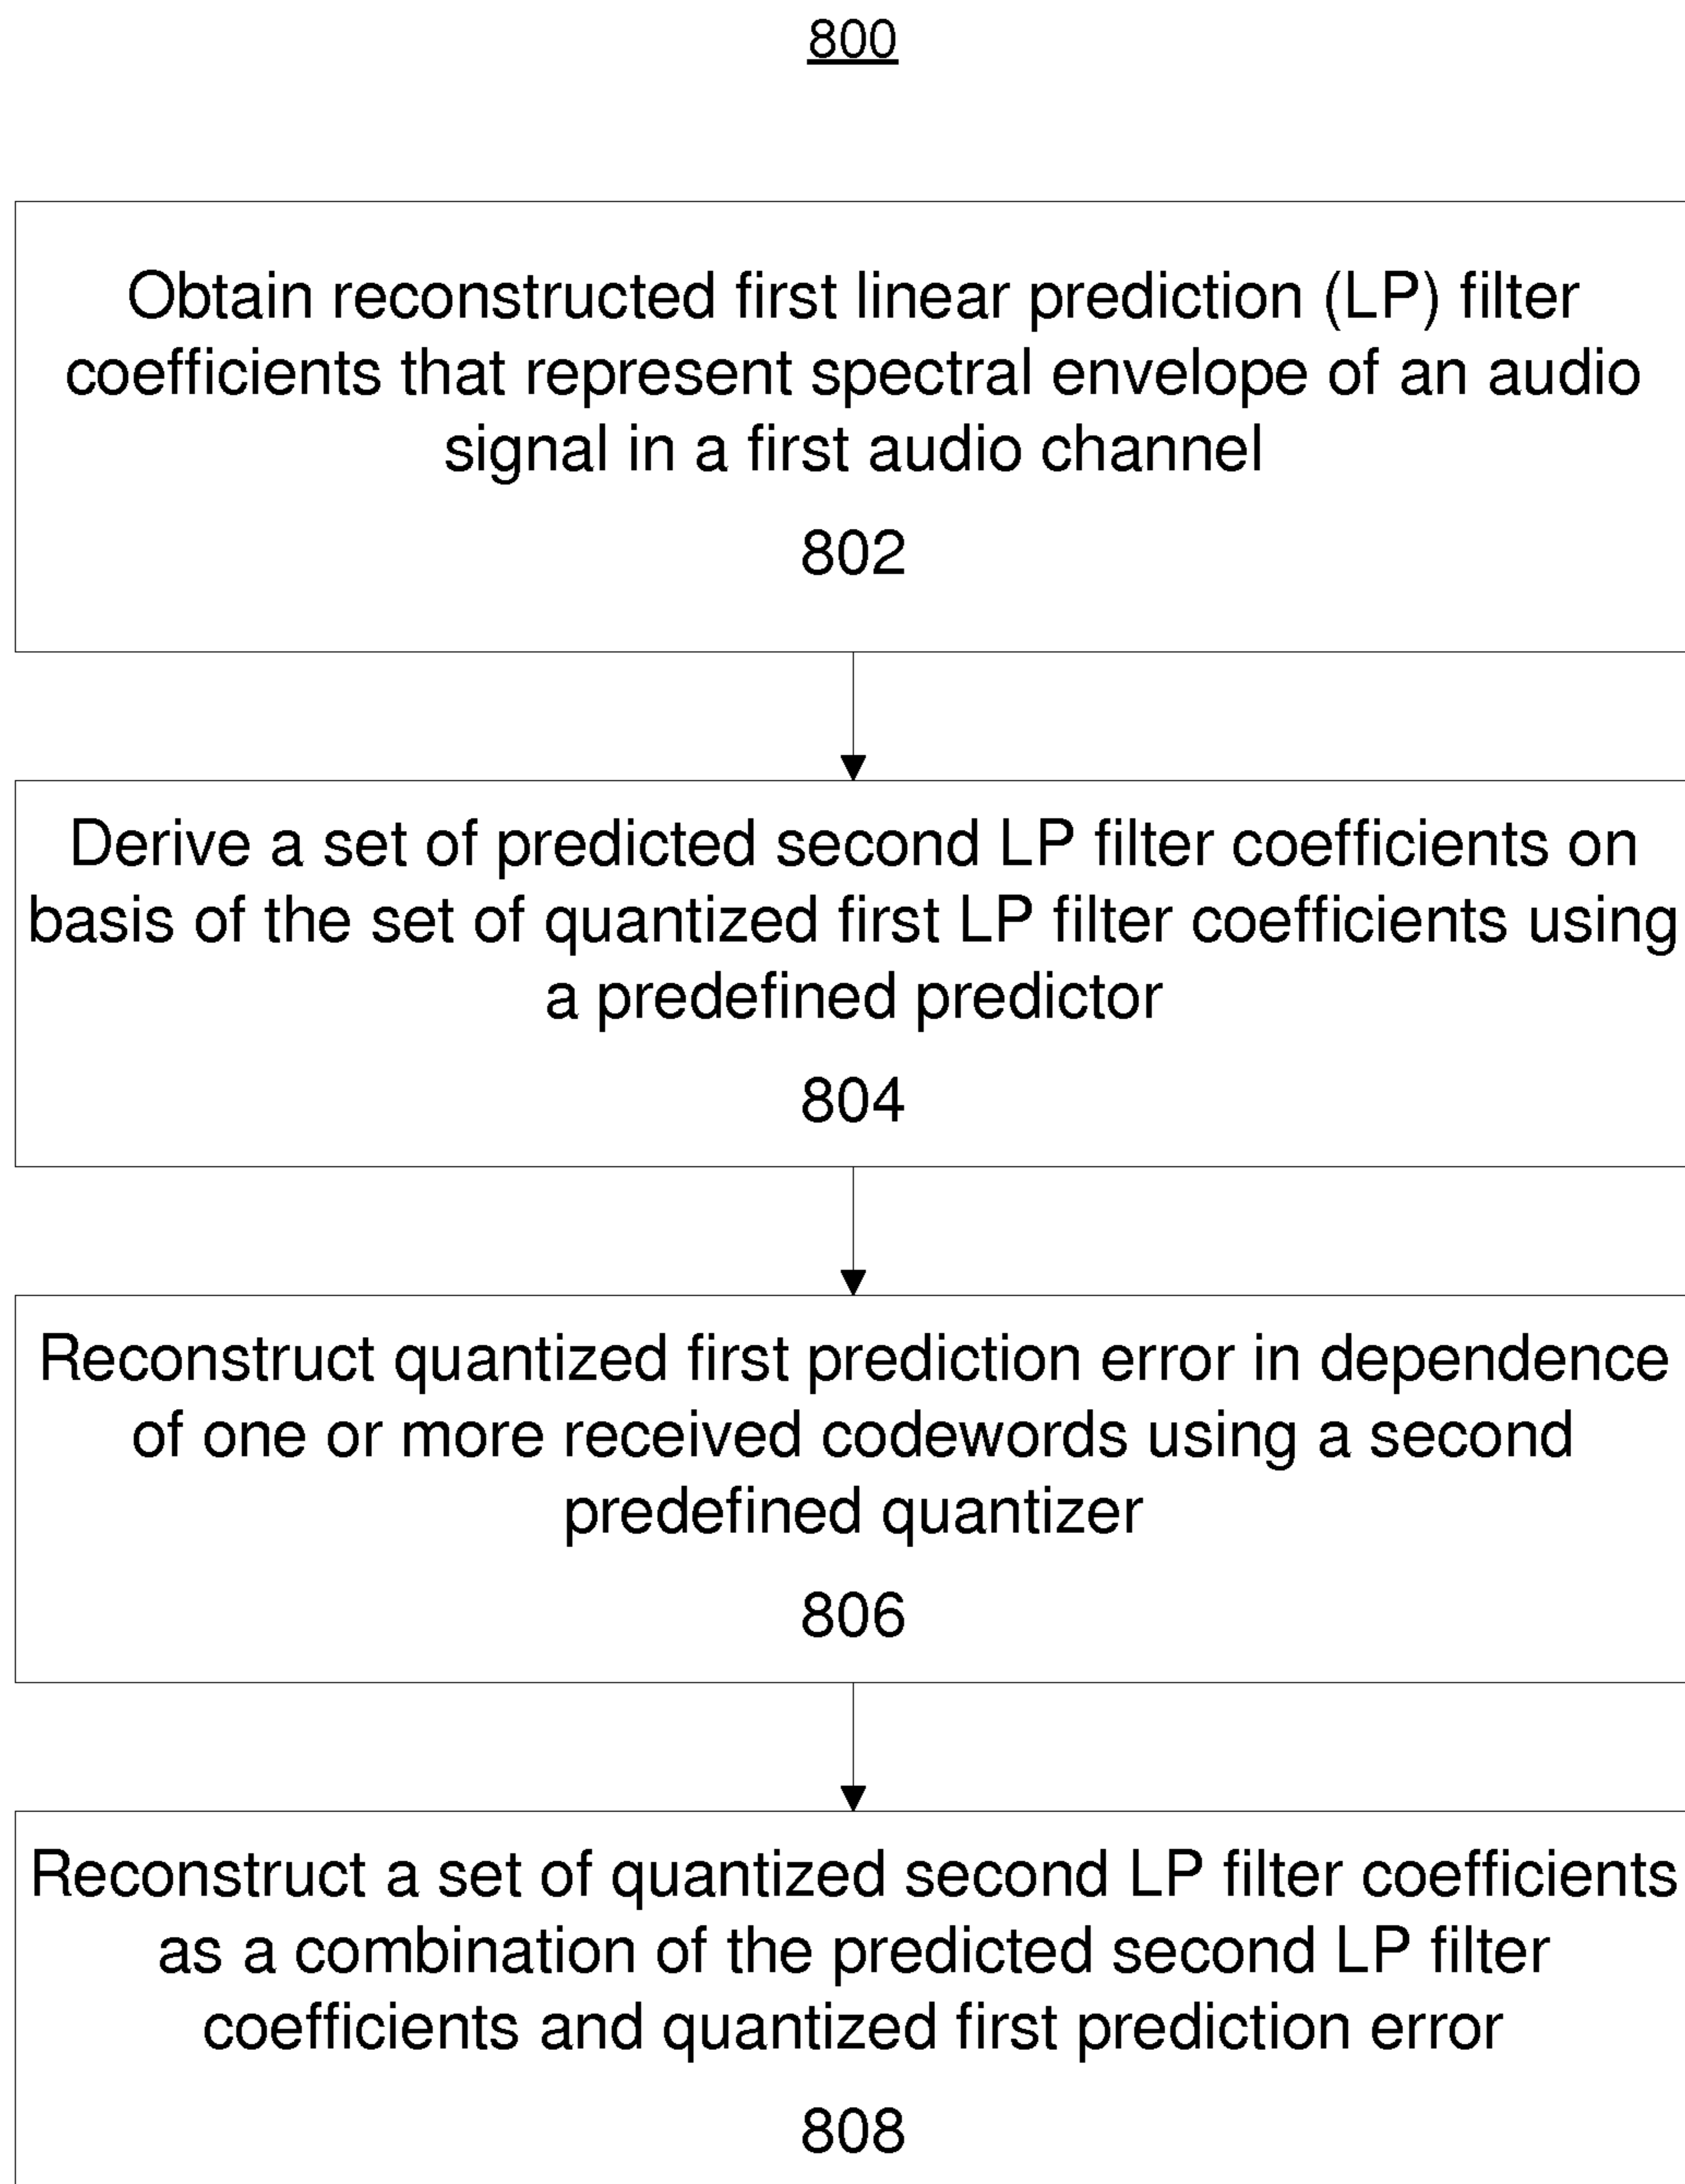 800
Obtain reconstructed first linear prediction (LP) filter
coefficients that represent spectral envelope of an audio
signal in a first audio channel
802
Derive a set of predicted second LP filter coefficients on
basis of the set of quantized first LP filter coefficients using
a predefined predictor
804
Reconstruct quantized first prediction error in dependence
of one or more received codewords using a second
predefined quantizer
806
Reconstruct a set of quantized second LP filter coefficients
as a combination of the predicted second LP filter
coefficients and quantized first prediction error
808